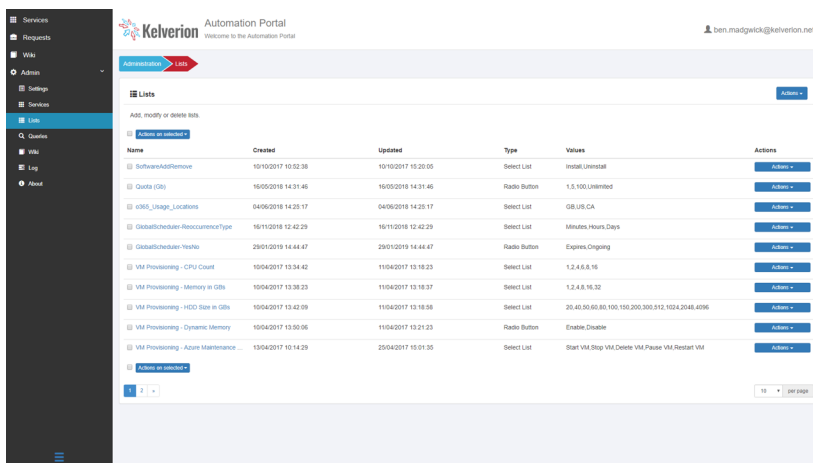 Services
Requests
Wiki
Admin
Settings
Services
Lists
Queries
Wiki
Log
About
Kelverion
Automation Portal
Welcome to the Automation Portal
ben.madgwick@kelverion.net
Administration Lists
Lists Actions
Add, modify or delete lists.
Actions on selected
Name Created Updated Type Values Actions
SoftwareAddRemove 10/10/2017 10:52:38 10/10/2017 15:20:05 Select List Install,Uninstall Actions
Quota (Gb) 16/05/2018 14:31:46 16/05/2018 14:31:46 Radio Button 1,5,100,Unlimited Actions
o365_Usage_Locations 04/06/2018 14:25:17 04/06/2018 14:25:17 Select List GB,US,CA Actions
GlobalScheduler-ReoccurrenceType 16/11/2018 12:42:29 16/11/2018 12:42:29 Select List Minutes,Hours,Days Actions
GlobalScheduler-YesNo 29/01/2019 14:44:47 29/01/2019 14:44:47 Radio Button Expires,Ongoing Actions
VM Provisioning - CPU Count 10/04/2017 13:34:42 11/04/2017 13:18:23 Select List 1,2,4,6,8,16 Actions
VM Provisioning - Memory in GBs 10/04/2017 13:38:23 11/04/2017 13:18:37 Select List 1,2,4,8,16,32 Actions
VM Provisioning - HDD Size in GBs 10/04/2017 13:42:09 11/04/2017 13:18:58 Select List 20,40,50,60,80,100,150,200,300,512,1024,2048,4096 Actions
VM Provisioning - Dynamic Memory 10/04/2017 13:50:06 11/04/2017 13:21:23 Radio Button Enable,Disable Actions
VM Provisioning - Azure Maintenance ... 13/04/2017 10:14:29 25/04/2017 15:01:35 Select List Start VM,Stop VM,Delete VM,Pause VM,Restart VM Actions
Actions on selected
1 2 » 10 per page